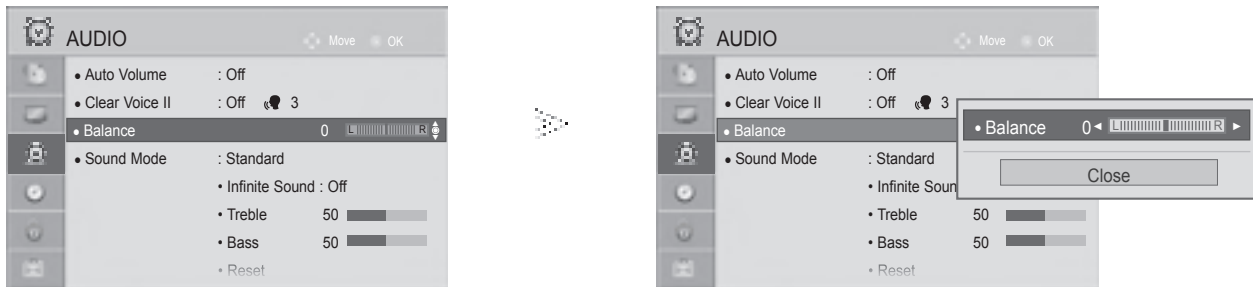 AUDIO
Move OK
• Auto Volume : Off
• Clear Voice II : Off 3
• Balance 0 L R
• Sound Mode : Standard
• Infinite Sound : Off
• Treble 50
• Bass 50
• Reset
AUDIO
Move OK
• Auto Volume : Off
• Clear Voice II : Off 3
• Balance
• Sound Mode : Standard
• Infinite Soun
• Treble 50
• Bass 50
• Reset
• Balance 0 ◄ L R ►
Close